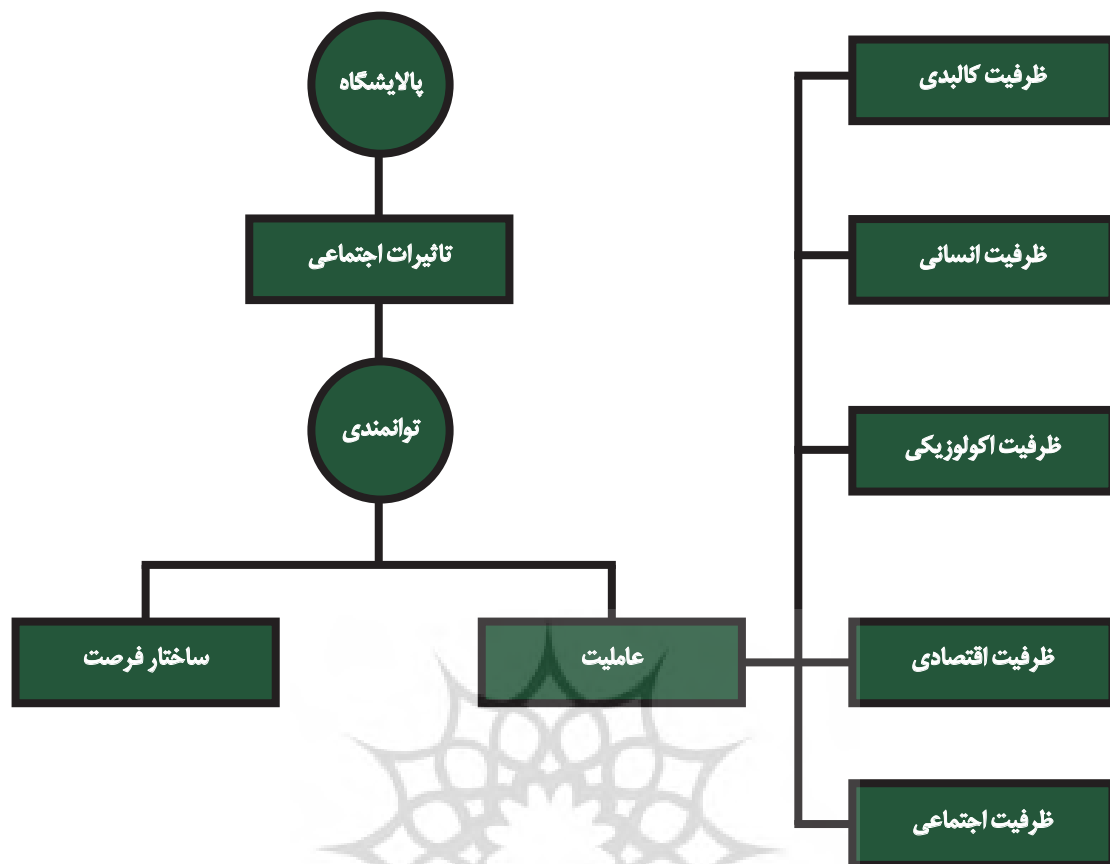 پالایشگاه
تاثیرات اجتماعی
توانمندی
ساختار فرصت
عاملیت
ظرفیت کالبدی
ظرفیت انسانی
ظرفیت اکولوزیکی
ظرفیت اقتصادی
ظرفیت اجتماعی